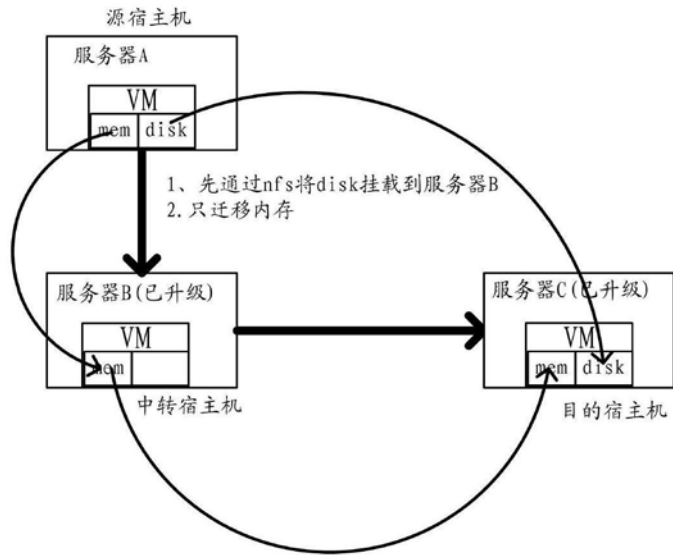 源宿主机
服务器A
VM
mem disk
1、先通过nfs将disk挂载到服务器B
2.只迁移内存
服务器B(已升级)
服务器C(已升级)
VM
VM
mem
mem disk
中转宿主机
目的宿主机